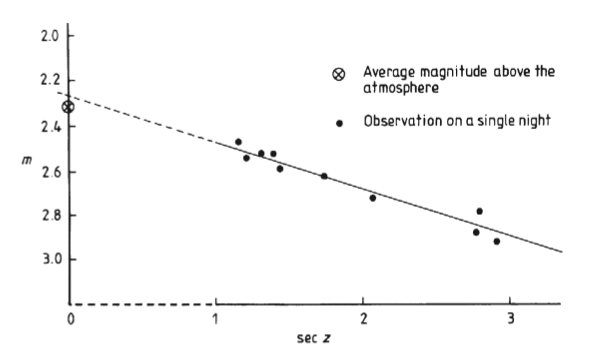 2.0
2.2
2.4
2.6
2.8
3.0
m
Average magnitude above the
atmosphere
Observation on a single night
0 1 2 3
sec z